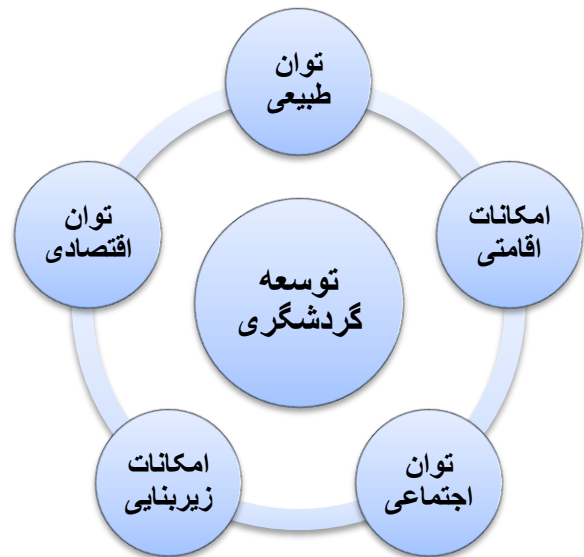 توان
طبیعی
امکانات
اقامتی
توان
اقتصادی
توسعه
گردشگری
امکانات
زیربنایی
توان
اجتماعی